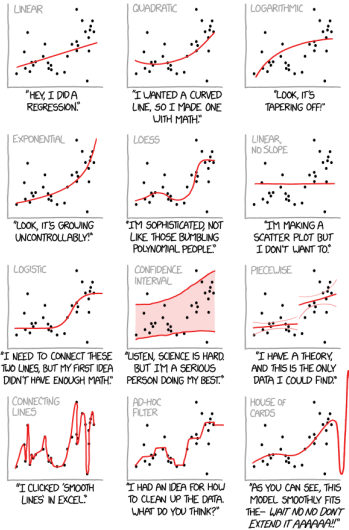 LINEAR
"HEY, I DID A
REGRESSION."
QUADRATIC
"I WANTED A CURVED
LINE, SO I MADE ONE
WITH MATH."
LOGARITHMIC
"LOOK, IT'S
TAPERING OFF!"
EXPONENTIAL
"LOOK, IT'S GROWING
UNCONTROLLABLY!"
LOESS
"I'M SOPHISTICATED, NOT
LIKE THOSE BUMBLING
POLYNOMIAL PEOPLE."
LINEAR,
NO SLOPE
"I'M MAKING A
SCATTER PLOT BUT
I DON'T WANT TO."
LOGISTIC
"I NEED TO CONNECT THESE
TWO LINES, BUT MY FIRST IDEA
DIDN'T HAVE ENOUGH MATH."
CONFIDENCE
INTERVAL
"LISTEN, SCIENCE IS HARD.
BUT I'M A SERIOUS
PERSON DOING MY BEST."
PIECEWISE
"I HAVE A THEORY,
AND THIS IS THE ONLY
DATA I COULD FIND."
CONNECTING
LINES
"I CLICKED 'SMOOTH
LINES' IN EXCEL."
AD-HOC
FILTER
"I HAD AN IDEA FOR HOW
TO CLEAN UP THE DATA.
WHAT DO YOU THINK?"
HOUSE OF
CARDS
"AS YOU CAN SEE, THIS
MODEL SMOOTHLY FITS
THE- WAIT NO NO DON'T
EXTEND IT AAAAAA!!"